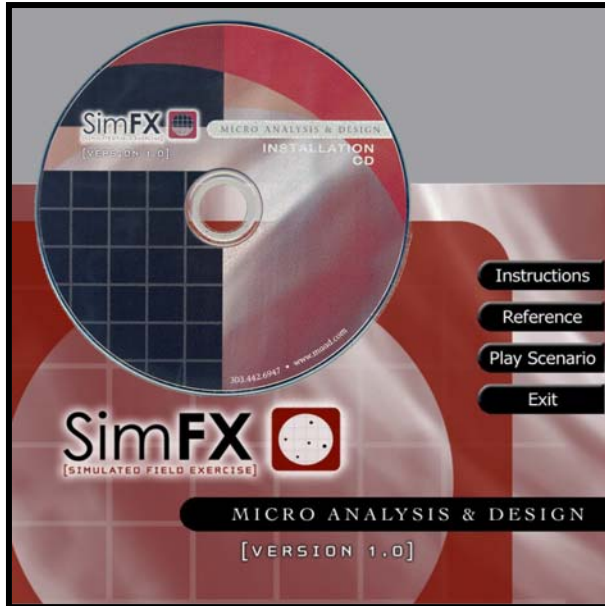 SimFX
MICRO ANALYSIS & DESIGN
[VERSION 1.0]
INSTALLATION
CD
303.442.6947 • www.maad.com
Instructions
Reference
Play Scenario
Exit
SimFX
[SIMULATED FIELD EXERCISE]
MICRO ANALYSIS & DESIGN
[VERSION 1.0]